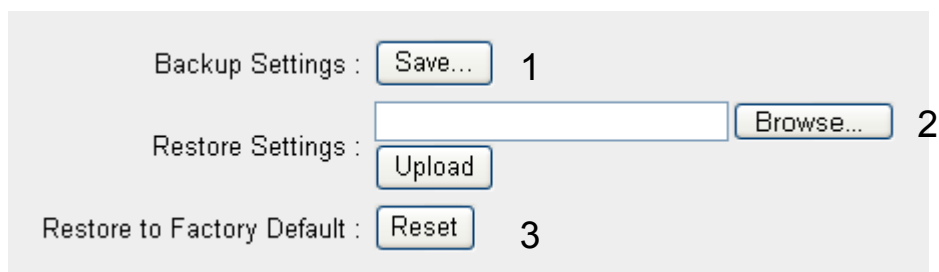 Backup Settings : Save... 1
Browse... 2
Restore Settings :
Upload
Restore to Factory Default : Reset 3